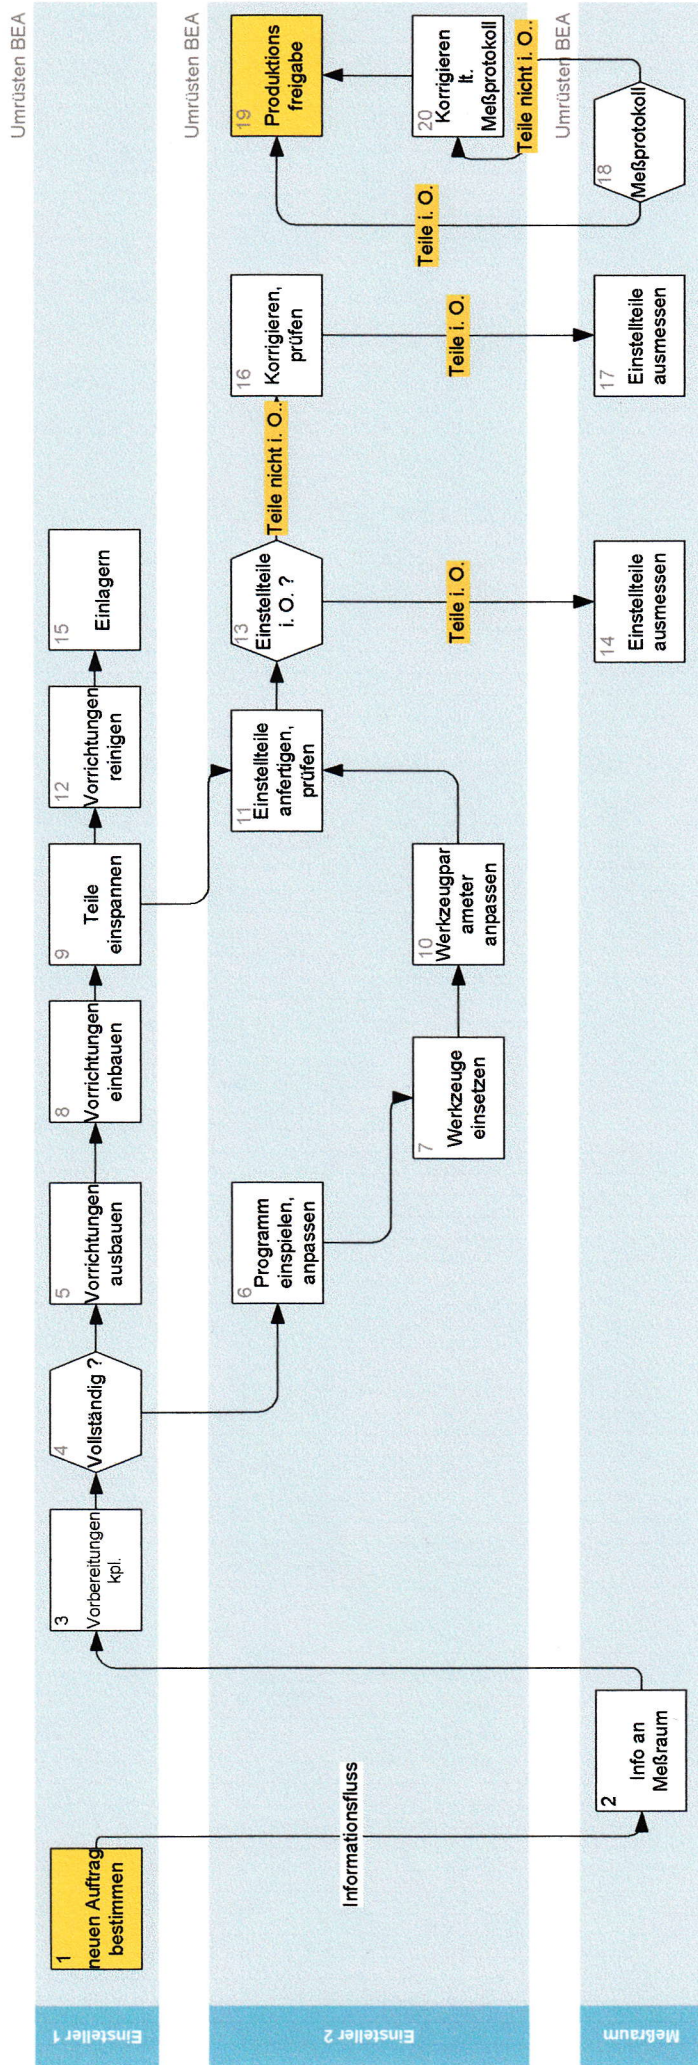 Einsteller 1
Umrüsten BEA
1
neuen Auftrag
bestimmen
3
Vorbereitungen
kpl.
4
Vollständig ?
5
Vorrichtungen
ausbauen
8
Vorrichtungen
einbauen
9
Teile
einspannen
12
Vorrichtungen
reinigen
15
Einlagern
Einsteller 2
Umrüsten BEA
Informationsfluss
6
Programm
einspielen,
anpassen
7
Werkzeuge
einsetzen
10
Werkzeugpar
ameter
anpassen
11
Einstellteile
anfertigen,
prüfen
13
Einstellteile
i. O. ?
Teile nicht i. O..
Teile i. O.
16
Korrigieren,
prüfen
Teile i. O.
Teile i. O.
19
Produktions
freigabe
20
Korrigieren
lt.
Meßprotokoll
Teile nicht i. O..
Meßraum
Umrüsten BEA
2
Info an
Meßraum
14
Einstellteile
ausmessen
17
Einstellteile
ausmessen
18
Meßprotokoll